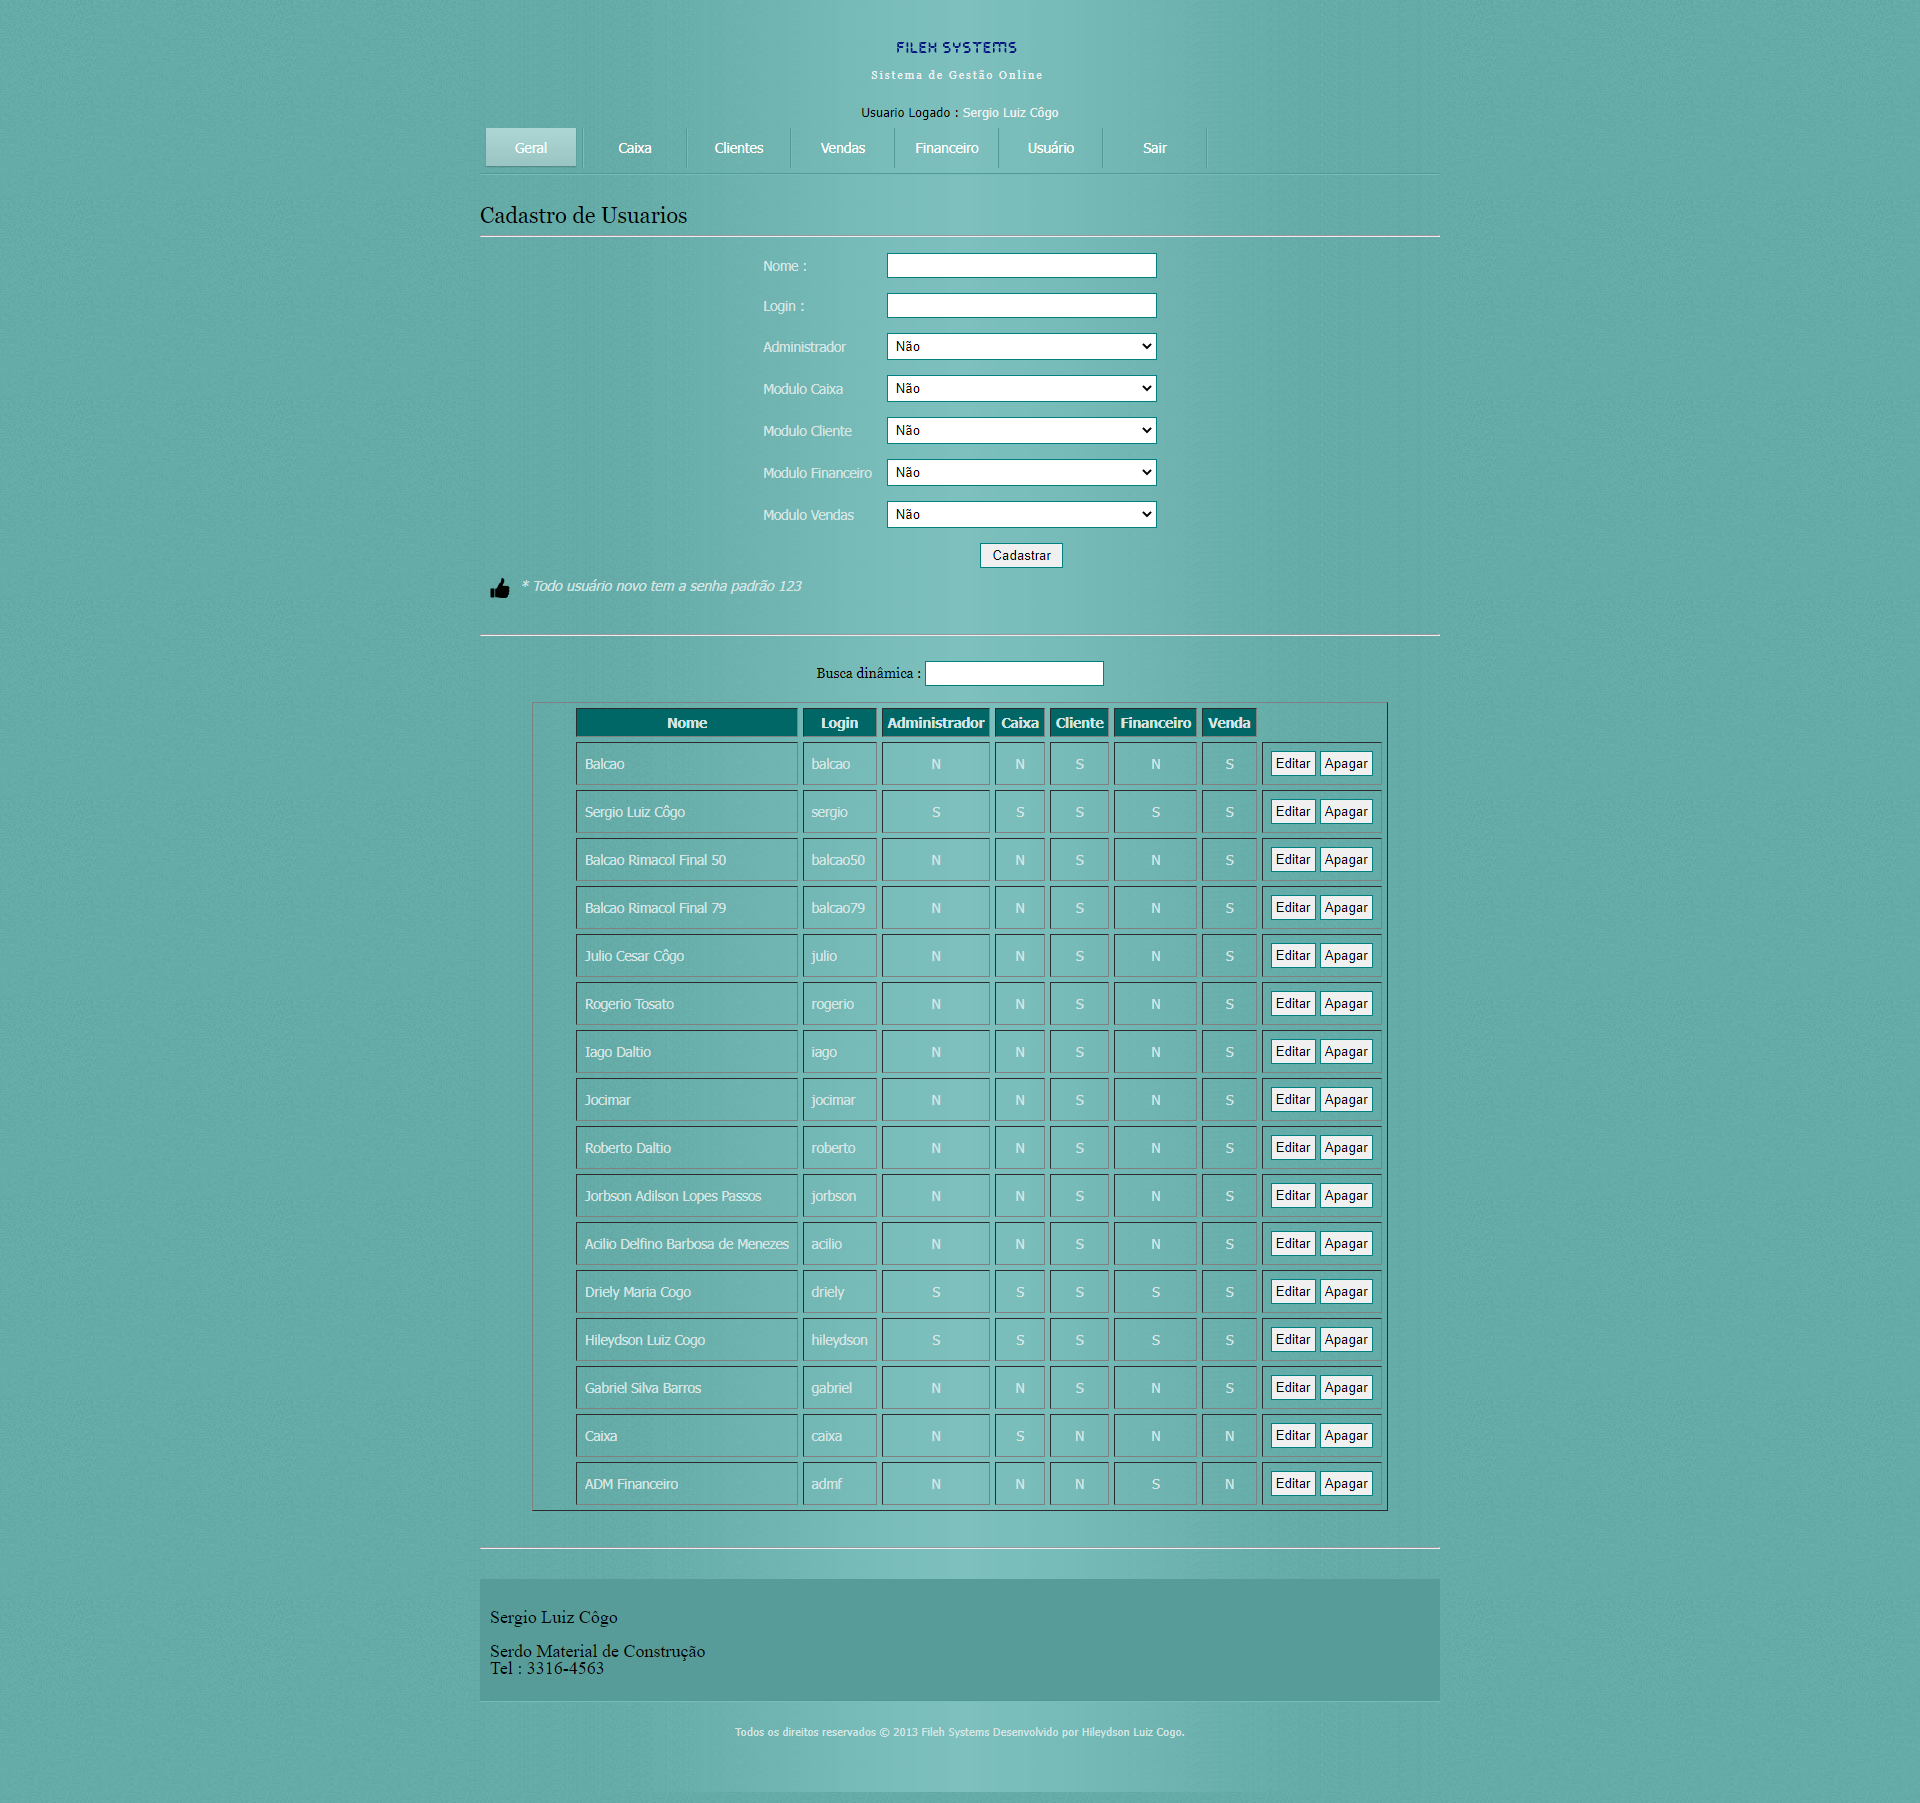 FILEH SYSTEMS
Sistema de Gestão Online
Usuario Logado : Sergio Luiz Côgo
Geral Caixa Clientes Vendas Financeiro Usuário Sair
Cadastro de Usuarios
Nome :
Login :
Administrador Não
Modulo Caixa Não
Modulo Cliente Não
Modulo Financeiro Não
Modulo Vendas Não
Cadastrar
* Todo usuário novo tem a senha padrão 123
Busca dinâmica :
Nome Login Administrador Caixa Cliente Financeiro Venda
Balcao balcao N N S N S Editar Apagar
Sergio Luiz Côgo sergio S S S S S Editar Apagar
Balcao Rimacol Final 50 balcao50 N N S N S Editar Apagar
Balcao Rimacol Final 79 balcao79 N N S N S Editar Apagar
Julio Cesar Côgo julio N N S N S Editar Apagar
Rogerio Tosato rogerio N N S N S Editar Apagar
Iago Daltio iago N N S N S Editar Apagar
Jocimar jocimar N N S N S Editar Apagar
Roberto Daltio roberto N N S N S Editar Apagar
Jorbson Adilson Lopes Passos jorbson N N S N S Editar Apagar
Acilio Delfino Barbosa de Menezes acilio N N S N S Editar Apagar
Driely Maria Cogo driely S S S S S Editar Apagar
Hileydson Luiz Cogo hileydson S S S S S Editar Apagar
Gabriel Silva Barros gabriel N N S N S Editar Apagar
Caixa caixa N S N N N Editar Apagar
ADM Financeiro admf N N N S N Editar Apagar
Sergio Luiz Côgo
Serdo Material de Construção
Tel : 3316-4563
Todos os direitos reservados © 2013 Fileh Systems Desenvolvido por Hileydson Luiz Cogo.